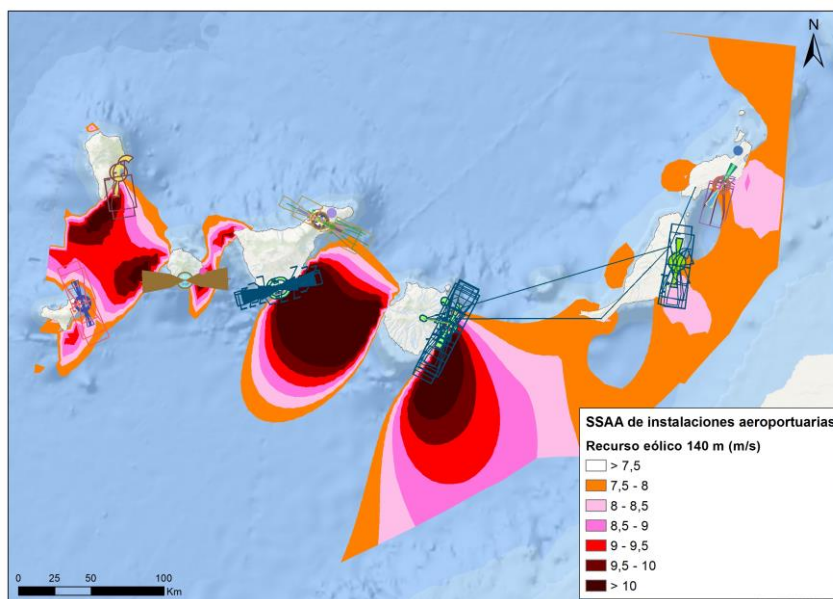 N
SSAA de instalaciones aeroportuarias
Recurso eólico 140 m (m/s)
> 7,5
7,5 - 8
8 - 8,5
8,5 - 9
9 - 9,5
9,5 - 10
> 10
0 25 50 100
Km